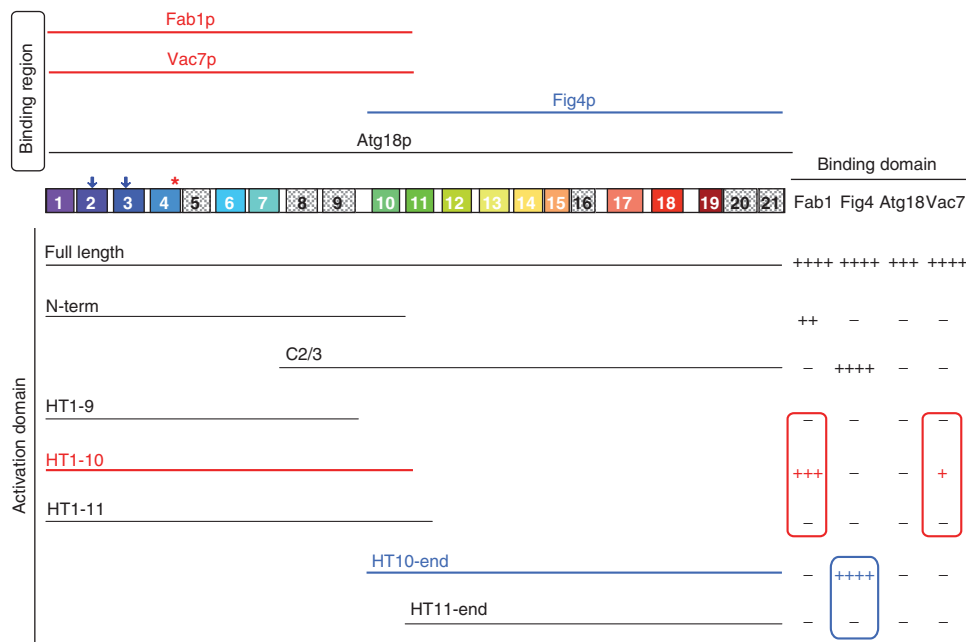 Binding region
Fab1p
Vac7p
Fig4p
Atg18p
Binding domain
*
1 2 3 4 5 6 7 8 9 10 11 12 13 14 15 16 17 18 19 20 21 Fab1 Fig4 Atg18 Vac7
Activation domain
Full length ++++ ++++ +++ ++++
N-term ++ – – –
C2/3 – ++++ – –
HT1-9 – – – –
HT1-10 +++ – – +
HT1-11 – – – –
HT10-end – ++++ – –
HT11-end – – – –